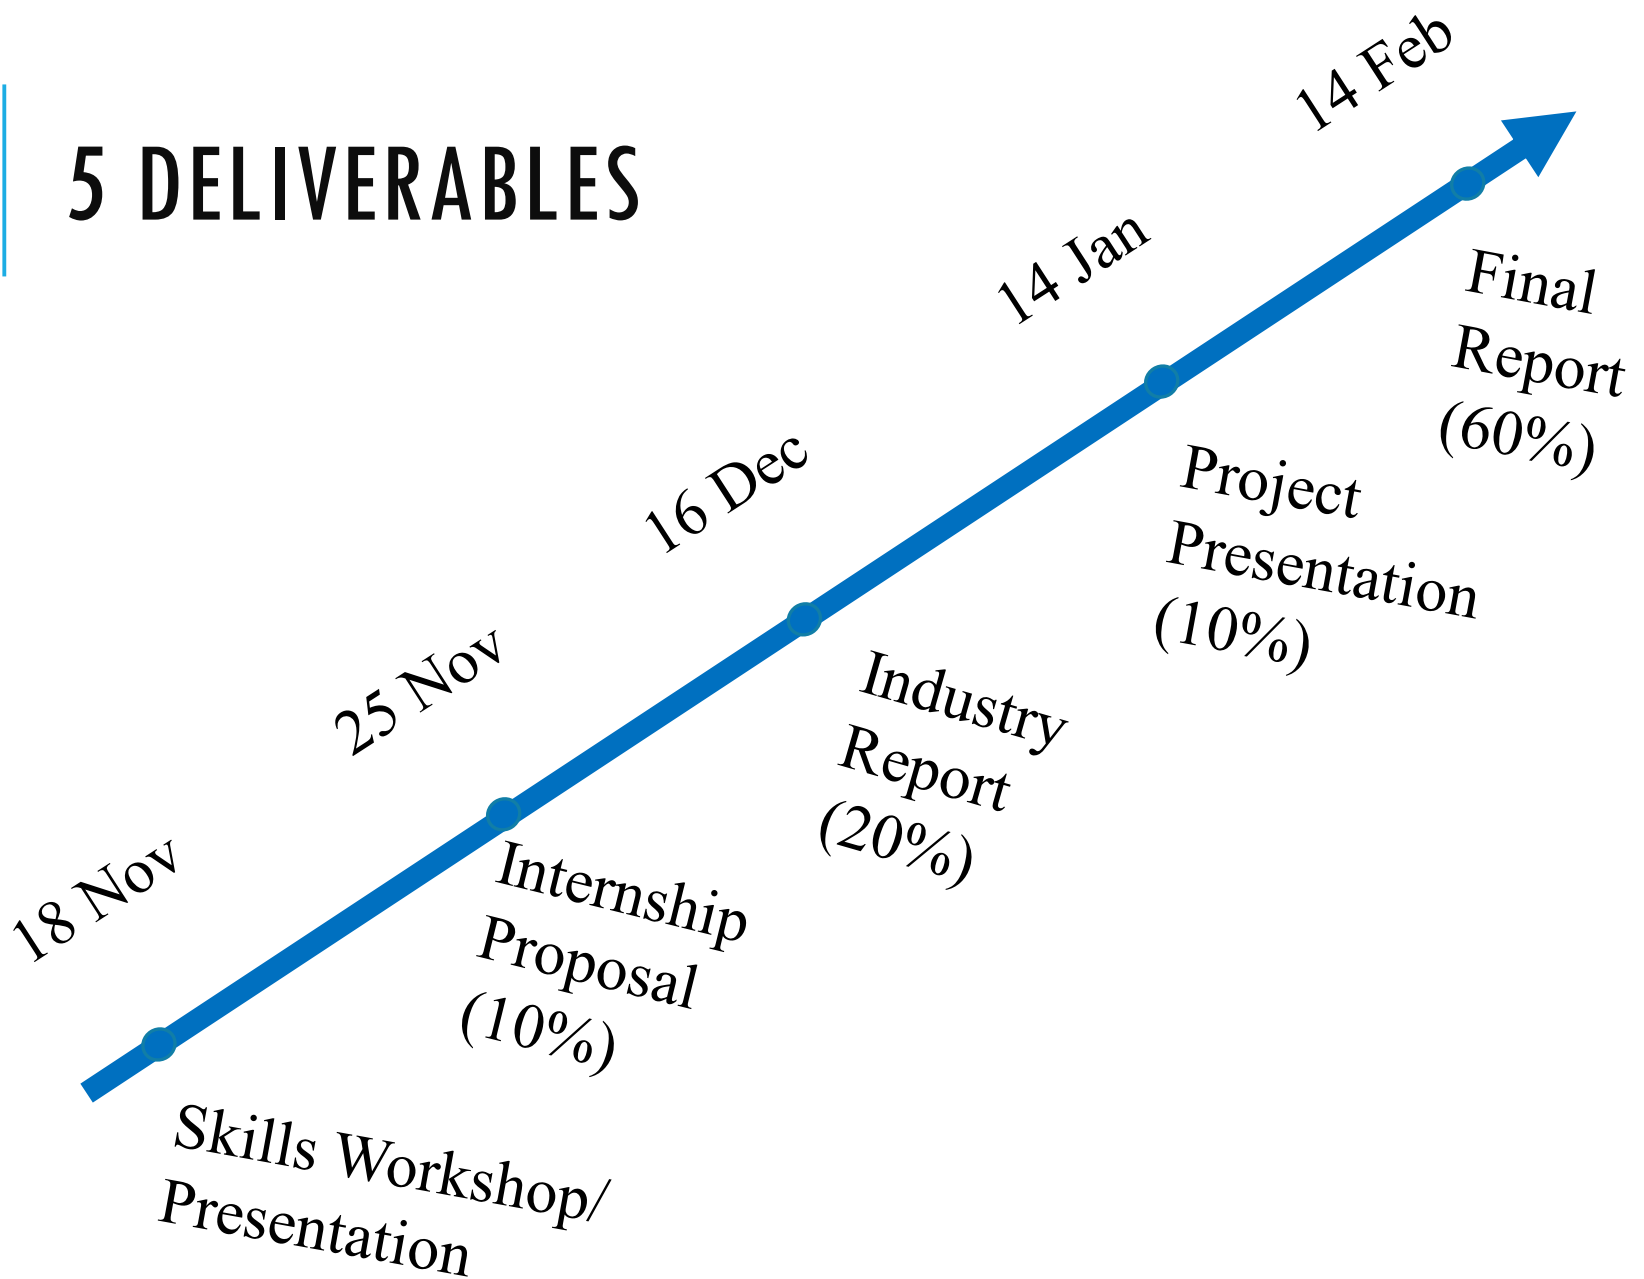 5 DELIVERABLES
18 Nov
Skills Workshop/
Presentation
25 Nov
Internship
Proposal
(10%)
16 Dec
Industry
Report
(20%)
14 Jan
Project
Presentation
(10%)
14 Feb
Final
Report
(60%)